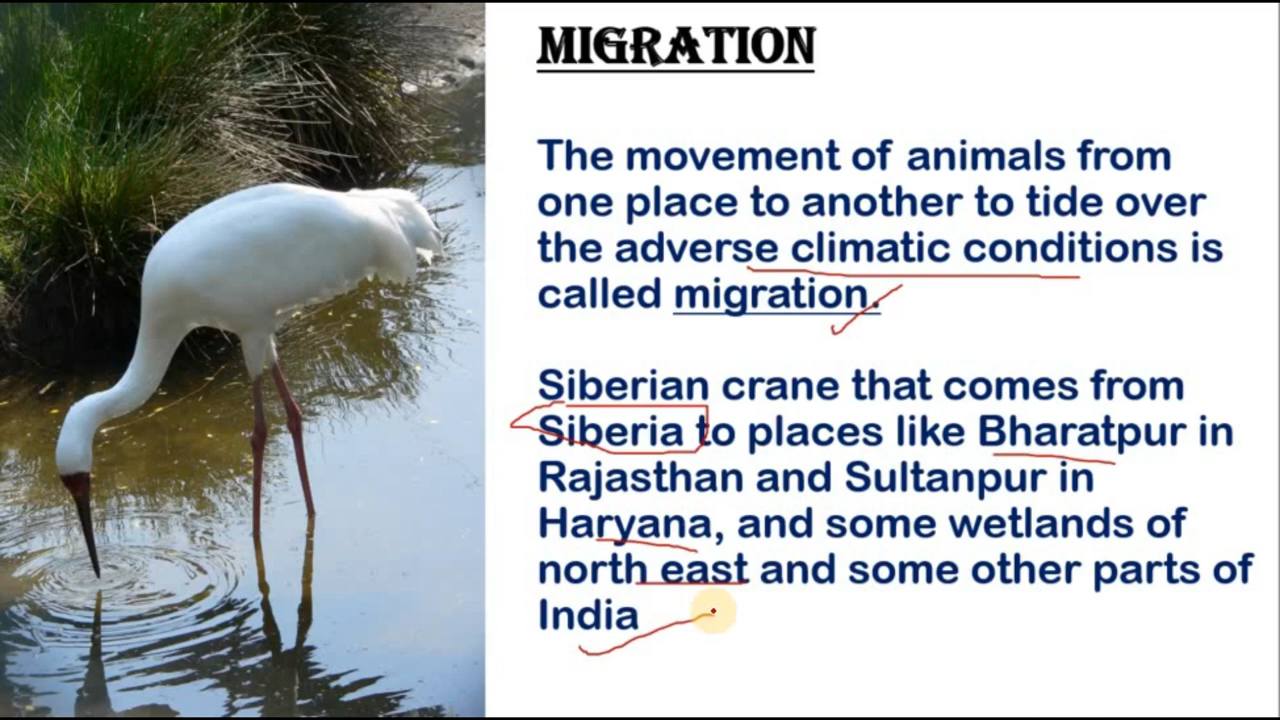 MIGRATION
The movement of animals from
one place to another to tide over
the adverse climatic conditions is
called migration.
Siberian crane that comes from
Siberia to places like Bharatpur in
Rajasthan and Sultanpur in
Haryana, and some wetlands of
north east and some other parts of
India